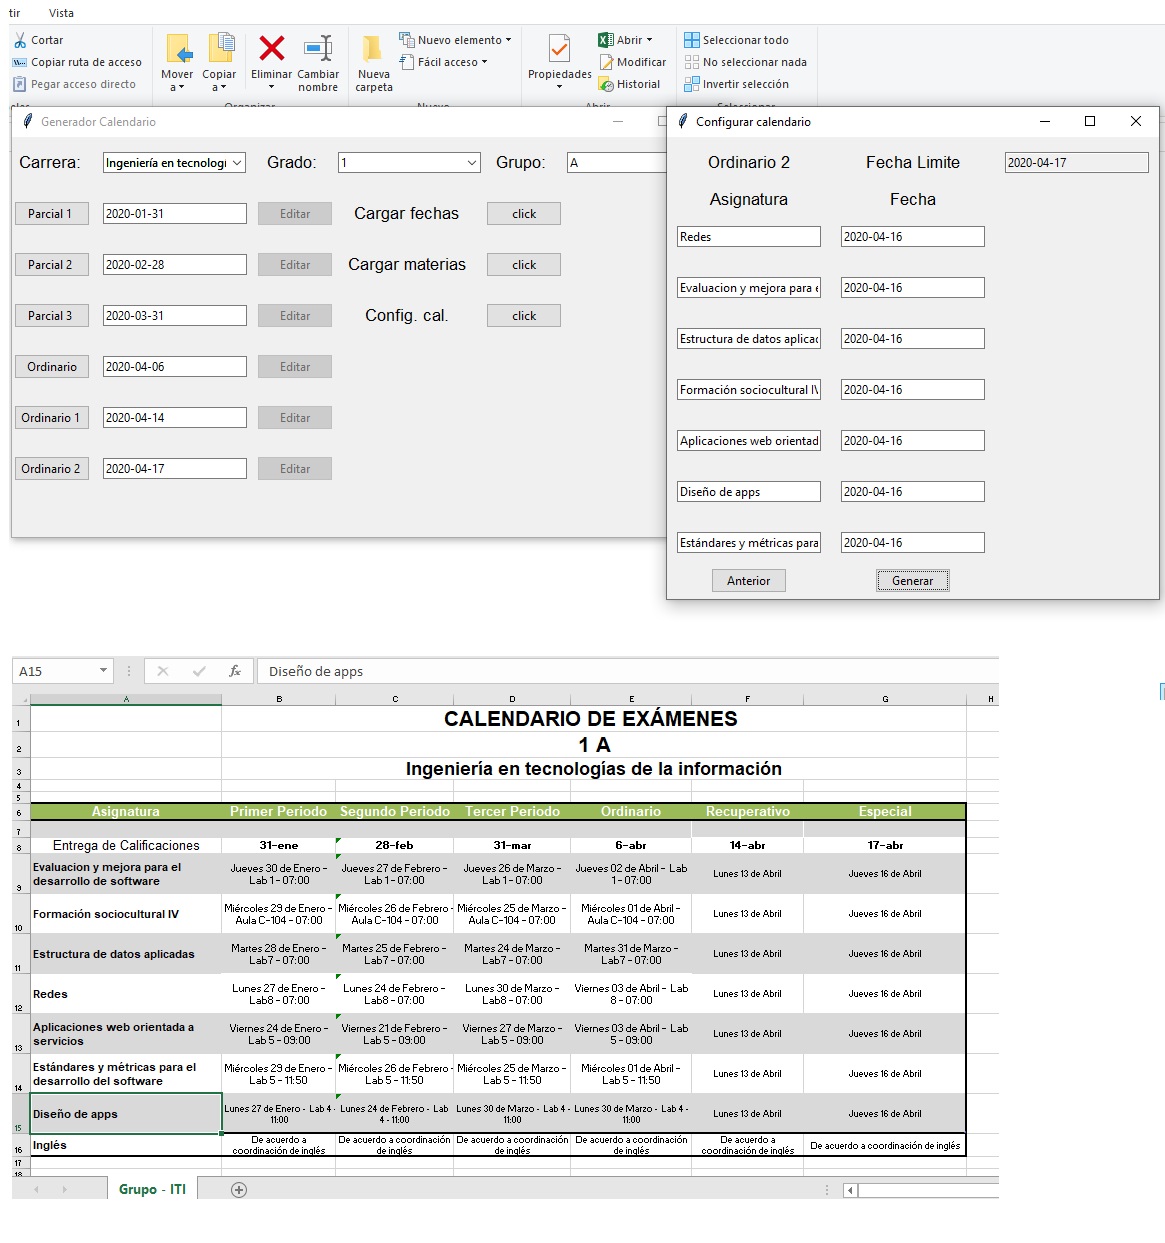 tir Vista
Cortar
Copiar ruta de acceso
Pegar acceso directo
Mover a
Copiar a
Eliminar
Cambiar nombre
Nueva carpeta
Nuevo elemento
Fácil acceso
Propiedades
Abrir
Modificar
Historial
Seleccionar todo
No seleccionar nada
Invertir selección
Organizar Nuevo Abrir Seleccionar
Generador Calendario
Carrera: Ingeniería en tecnolog Grado: 1 Grupo: A
Parcial 1 2020-01-31 Editar Cargar fechas click
Parcial 2 2020-02-28 Editar Cargar materias click
Parcial 3 2020-03-31 Editar Config. cal. click
Ordinario 2020-04-06 Editar
Ordinario 1 2020-04-14 Editar
Ordinario 2 2020-04-17 Editar
Configurar calendario
Ordinario 2 Fecha Limite 2020-04-17
Asignatura Fecha
Redes 2020-04-16
Evaluacion y mejora para e 2020-04-16
Estructura de datos aplicac 2020-04-16
Formación sociocultural IV 2020-04-16
Aplicaciones web orientad 2020-04-16
Diseño de apps 2020-04-16
Estándares y métricas para 2020-04-16
Anterior Generar
A15 fx Diseño de apps
A B C D E F G H
1 CALENDARIO DE EXÁMENES
2 1 A
3 Ingeniería en tecnologías de la información
4
5
6 Asignatura Primer Periodo Segundo Periodo Tercer Periodo Ordinario Recuperativo Especial
7
8 Entrega de Calificaciones 31-ene 28-feb 31-mar 6-abr 14-abr 17-abr
9 Evaluacion y mejora para el desarrollo de software Jueves 30 de Enero - Lab 1 - 07:00 Jueves 27 de Febrero - Lab 1 - 07:00 Jueves 26 de Marzo - Lab 1 - 07:00 Jueves 02 de Abril - Lab 1 - 07:00 Lunes 13 de Abril Jueves 16 de Abril
10 Formación sociocultural IV Miércoles 29 de Enero - Aula C-104 - 07:00 Miércoles 26 de Febrero - Aula C-104 - 07:00 Miércoles 25 de Marzo - Aula C-104 - 07:00 Miércoles 01 de Abril - Aula C-104 - 07:00 Lunes 13 de Abril Jueves 16 de Abril
11 Estructura de datos aplicadas Martes 28 de Enero - Lab7 - 07:00 Martes 25 de Febrero - Lab7 - 07:00 Martes 24 de Marzo - Lab7 - 07:00 Martes 31 de Marzo - Lab7 - 07:00 Lunes 13 de Abril Jueves 16 de Abril
12 Redes Lunes 27 de Enero - Lab8 - 07:00 Lunes 24 de Febrero - Lab8 - 07:00 Lunes 30 de Marzo - Lab8 - 07:00 Viernes 03 de Abril - Lab 8 - 07:00 Lunes 13 de Abril Jueves 16 de Abril
13 Aplicaciones web orientada a servicios Viernes 24 de Enero - Lab 5 - 09:00 Viernes 21 de Febrero - Lab 5 - 09:00 Viernes 27 de Marzo - Lab 5 - 09:00 Viernes 03 de Abril - Lab 5 - 09:00 Lunes 13 de Abril Jueves 16 de Abril
14 Estándares y métricas para el desarrollo del software Miércoles 29 de Enero - Lab 5 - 11:50 Miércoles 26 de Febrero - Lab 5 - 11:50 Miércoles 25 de Marzo - Lab 5 - 11:50 Miércoles 01 de Abril - Lab 5 - 11:50 Lunes 13 de Abril Jueves 16 de Abril
15 Diseño de apps Lunes 27 de Enero - Lab 4 - 11:00 Lunes 24 de Febrero - Lab 4 - 11:00 Lunes 30 de Marzo - Lab 4 - 11:00 Lunes 30 de Marzo - Lab 4 - 11:00 Lunes 13 de Abril Jueves 16 de Abril
16 Inglés De acuerdo a coordinación de inglés De acuerdo a coordinación de inglés De acuerdo a coordinación de inglés De acuerdo a coordinación de inglés De acuerdo a coordinación de inglés De acuerdo a coordinación de inglés
17
18
Grupo - ITI